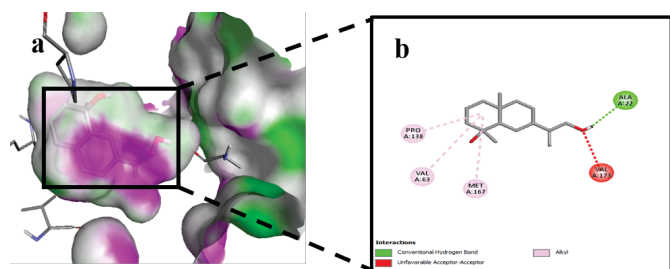 a
b
ALA
A:22
PRO
A:138
VAL
A:63
MET
A:167
VAL
A:173
Interactions
Conventional Hydrogen Bond
Unfavorable Acceptor-Acceptor
Alkyl